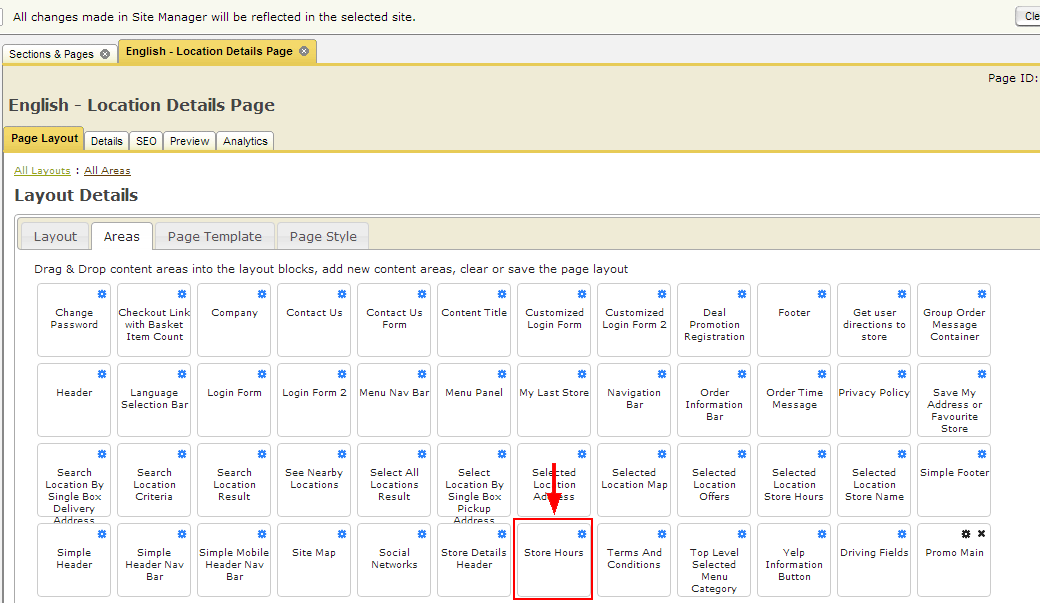 All changes made in Site Manager will be reflected in the selected site.
Cle
Sections & Pages
English - Location Details Page
Page ID:
English - Location Details Page
Page Layout
Details
SEO
Preview
Analytics
All Layouts : All Areas
Layout Details
Layout
Areas
Page Template
Page Style
Drag & Drop content areas into the layout blocks, add new content areas, clear or save the page layout
Change
Password
Checkout Link
with Basket
Item Count
Company
Contact Us
Contact Us
Form
Content Title
Customized
Login Form
Customized
Login Form 2
Deal
Promotion
Registration
Footer
Get user
directions to
store
Group Order
Message
Container
Header
Language
Selection Bar
Login Form
Login Form 2
Menu Nav Bar
Menu Panel
My Last Store
Navigation
Bar
Order
Information
Bar
Order Time
Message
Privacy Policy
Save My
Address or
Favourite
Store
Search
Location By
Single Box
Delivery
Address
Search
Location
Criteria
Search
Location
Result
See Nearby
Locations
Select All
Locations
Result
Select
Location By
Single Box
Pickup
Address
Selected
Location
Address
Selected
Location Map
Selected
Location
Offers
Selected
Location
Store Hours
Selected
Location
Store Name
Simple Footer
Simple
Header
Simple
Header Nav
Bar
Simple Mobile
Header Nav
Bar
Site Map
Social
Networks
Store Details
Header
Store Hours
Terms And
Conditions
Top Level
Selected
Menu
Category
Yelp
Information
Button
Driving Fields
Promo Main